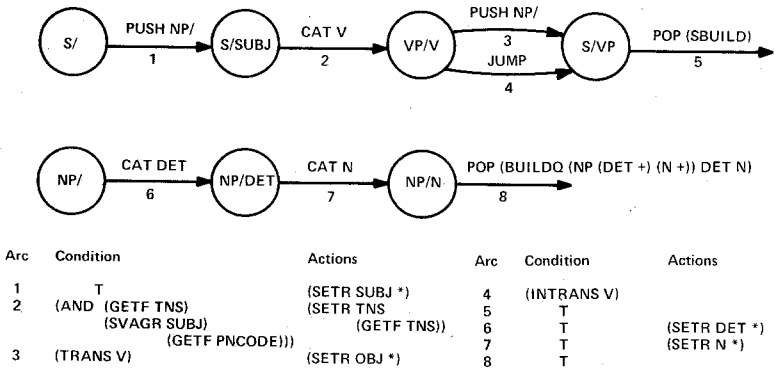 PUSH NP/
S/
1
S/SUBJ
CAT V
2
VP/V
PUSH NP/
3
JUMP
4
S/VP
POP (SBUILD)
5
NP/
CAT DET
6
NP/DET
CAT N
7
NP/N
POP (BUILDQ (NP (DET +) (N +)) DET N)
8
Arc Condition Actions Arc Condition Actions
1 T (SETR SUBJ *) 4 (INTRANS V)
2 (AND (GETF TNS) (SETR TNS 5 T
(SVAGR SUBJ) (GETF TNS)) 6 T (SETR DET *)
(GETF PNCODE))) 7 T (SETR N *)
3 (TRANS V) (SETR OBJ *) 8 T